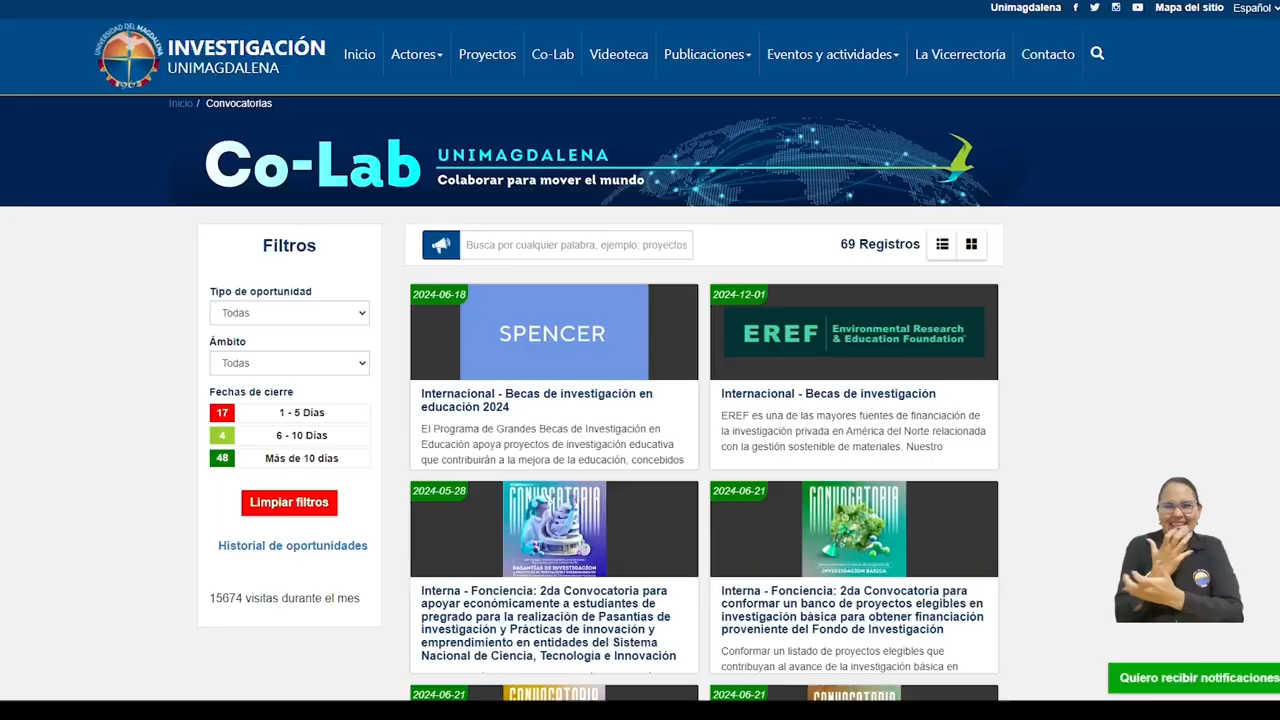 Unimagdalena Mapa del sitio Español
UNIVERSIDAD DEL MAGDALENA
INVESTIGACIÓN
UNIMAGDALENA
Inicio Actores Proyectos Co-Lab Videoteca Publicaciones Eventos y actividades La Vicerrectoría Contacto
Inicio / Convocatorias
Co-Lab
UNIMAGDALENA
Colaborar para mover el mundo
Filtros
Tipo de oportunidad
Todas
Ámbito
Todas
Fechas de cierre
17 1 - 5 Días
4 6 - 10 Días
48 Más de 10 días
Limpiar filtros
Historial de oportunidades
15674 visitas durante el mes
Busca por cualquier palabra, ejemplo: proyectos
69 Registros
2024-06-18
SPENCER
Internacional - Becas de investigación en
educación 2024
El Programa de Grandes Becas de Investigación en
Educación apoya proyectos de investigación educativa
que contribuirán a la mejora de la educación, concebidos
2024-12-01
EREF
Environmental Research
& Education Foundation
Internacional - Becas de investigación
EREF es una de las mayores fuentes de financiación de
la investigación privada en América del Norte relacionada
con la gestión sostenible de materiales. Nuestro
2024-05-28
CONVOCATORIA
PASANTÍAS DE INVESTIGACIÓN
Interna - Fonciencia: 2da Convocatoria para
apoyar económicamente a estudiantes de
pregrado para la realización de Pasantías de
investigación y Prácticas de innovación y
emprendimiento en entidades del Sistema
Nacional de Ciencia, Tecnología e Innovación
2024-06-21
CONVOCATORIA
INVESTIGACIÓN BÁSICA
Interna - Fonciencia: 2da Convocatoria para
conformar un banco de proyectos elegibles en
investigación básica para obtener financiación
proveniente del Fondo de Investigación
Conformar un listado de proyectos elegibles que
contribuyan al avance de la investigación básica en
2024-06-21
CONVOCATORIA
2024-06-21
CONVOCATORIA
Quiero recibir notificaciones